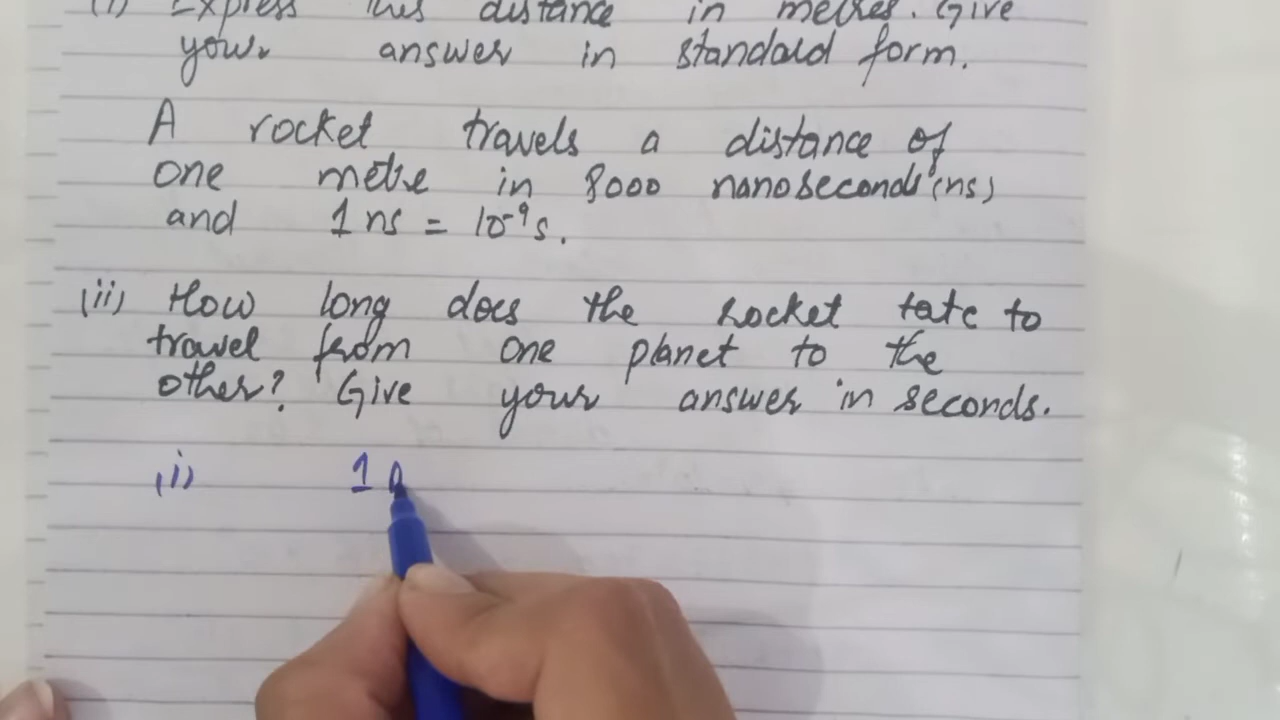 (i) Express this distance in metres. Give
your answer in standard form.
A rocket travels a distance of
one metre in 8000 nanoseconds (ns)
and 1 ns = 10⁻⁹s.
(ii) How long does the rocket take to
travel from one planet to the
other? Give your answer in seconds.
(i) 1